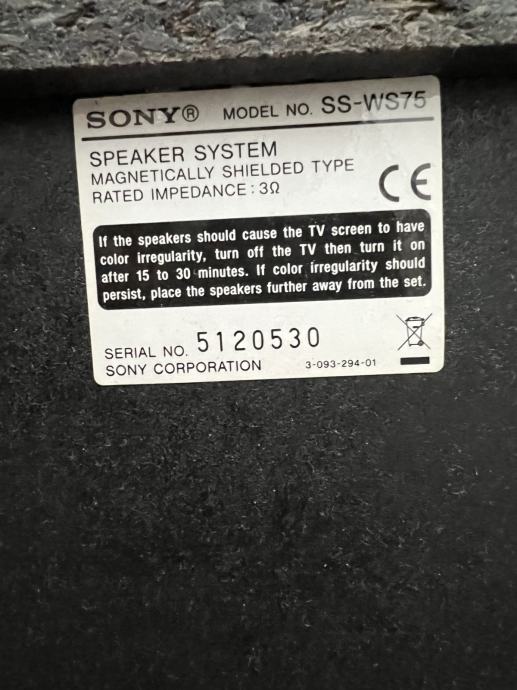 SONY® MODEL NO. SS-WS75
SPEAKER SYSTEM
MAGNETICALLY SHIELDED TYPE
RATED IMPEDANCE : 3Ω
CE
If the speakers should cause the TV screen to have
color irregularity, turn off the TV then turn it on
after 15 to 30 minutes. If color irregularity should
persist, place the speakers further away from the set.
SERIAL NO. 5120530
SONY CORPORATION 3-093-294-01